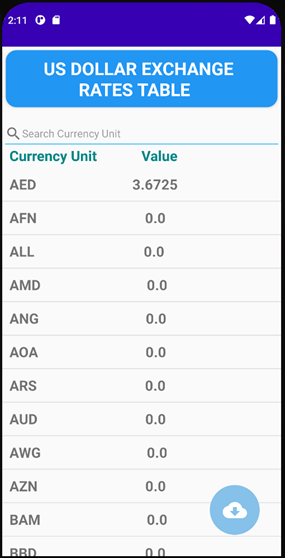 2:11
US DOLLAR EXCHANGE
RATES TABLE
Search Currency Unit
Currency Unit Value
AED 3.6725
AFN 0.0
ALL 0.0
AMD 0.0
ANG 0.0
AOA 0.0
ARS 0.0
AUD 0.0
AWG 0.0
AZN 0.0
BAM 0.0
BBD 0.0